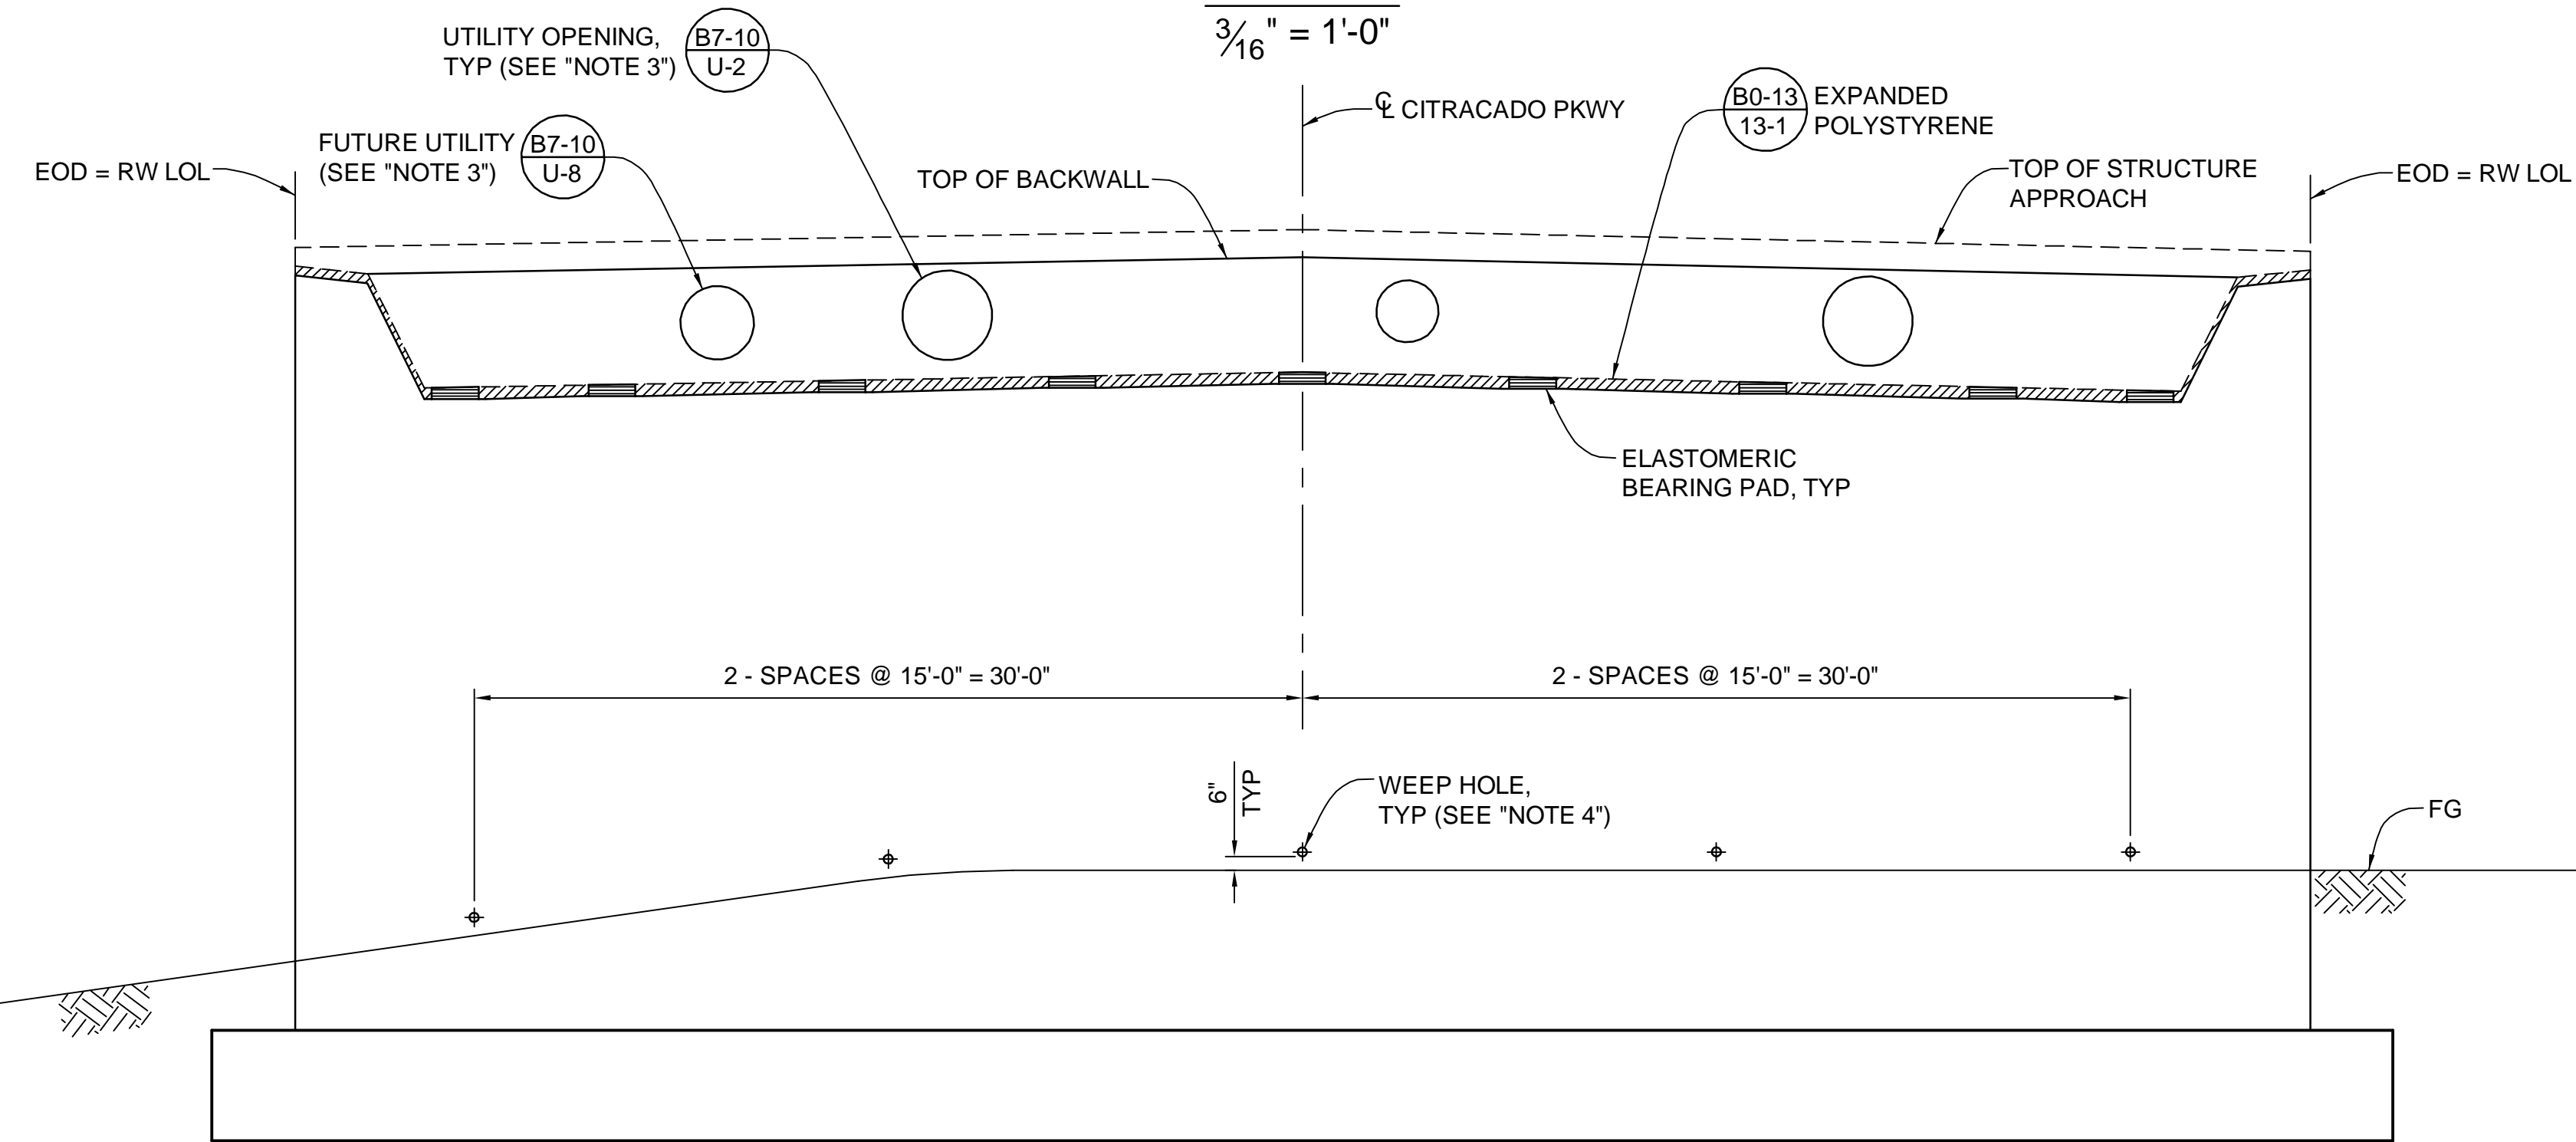 3/16" = 1'-0"
UTILITY OPENING,
TYP (SEE "NOTE 3")
B7-10
U-2
FUTURE UTILITY
(SEE "NOTE 3")
B7-10
U-8
EOD = RW LOL
TOP OF BACKWALL
℄ CITRACADO PKWY
B0-13
13-1
EXPANDED
POLYSTYRENE
TOP OF STRUCTURE
APPROACH
EOD = RW LOL
ELASTOMERIC
BEARING PAD, TYP
2 - SPACES @ 15'-0" = 30'-0"
2 - SPACES @ 15'-0" = 30'-0"
6"
TYP
WEEP HOLE,
TYP (SEE "NOTE 4")
FG